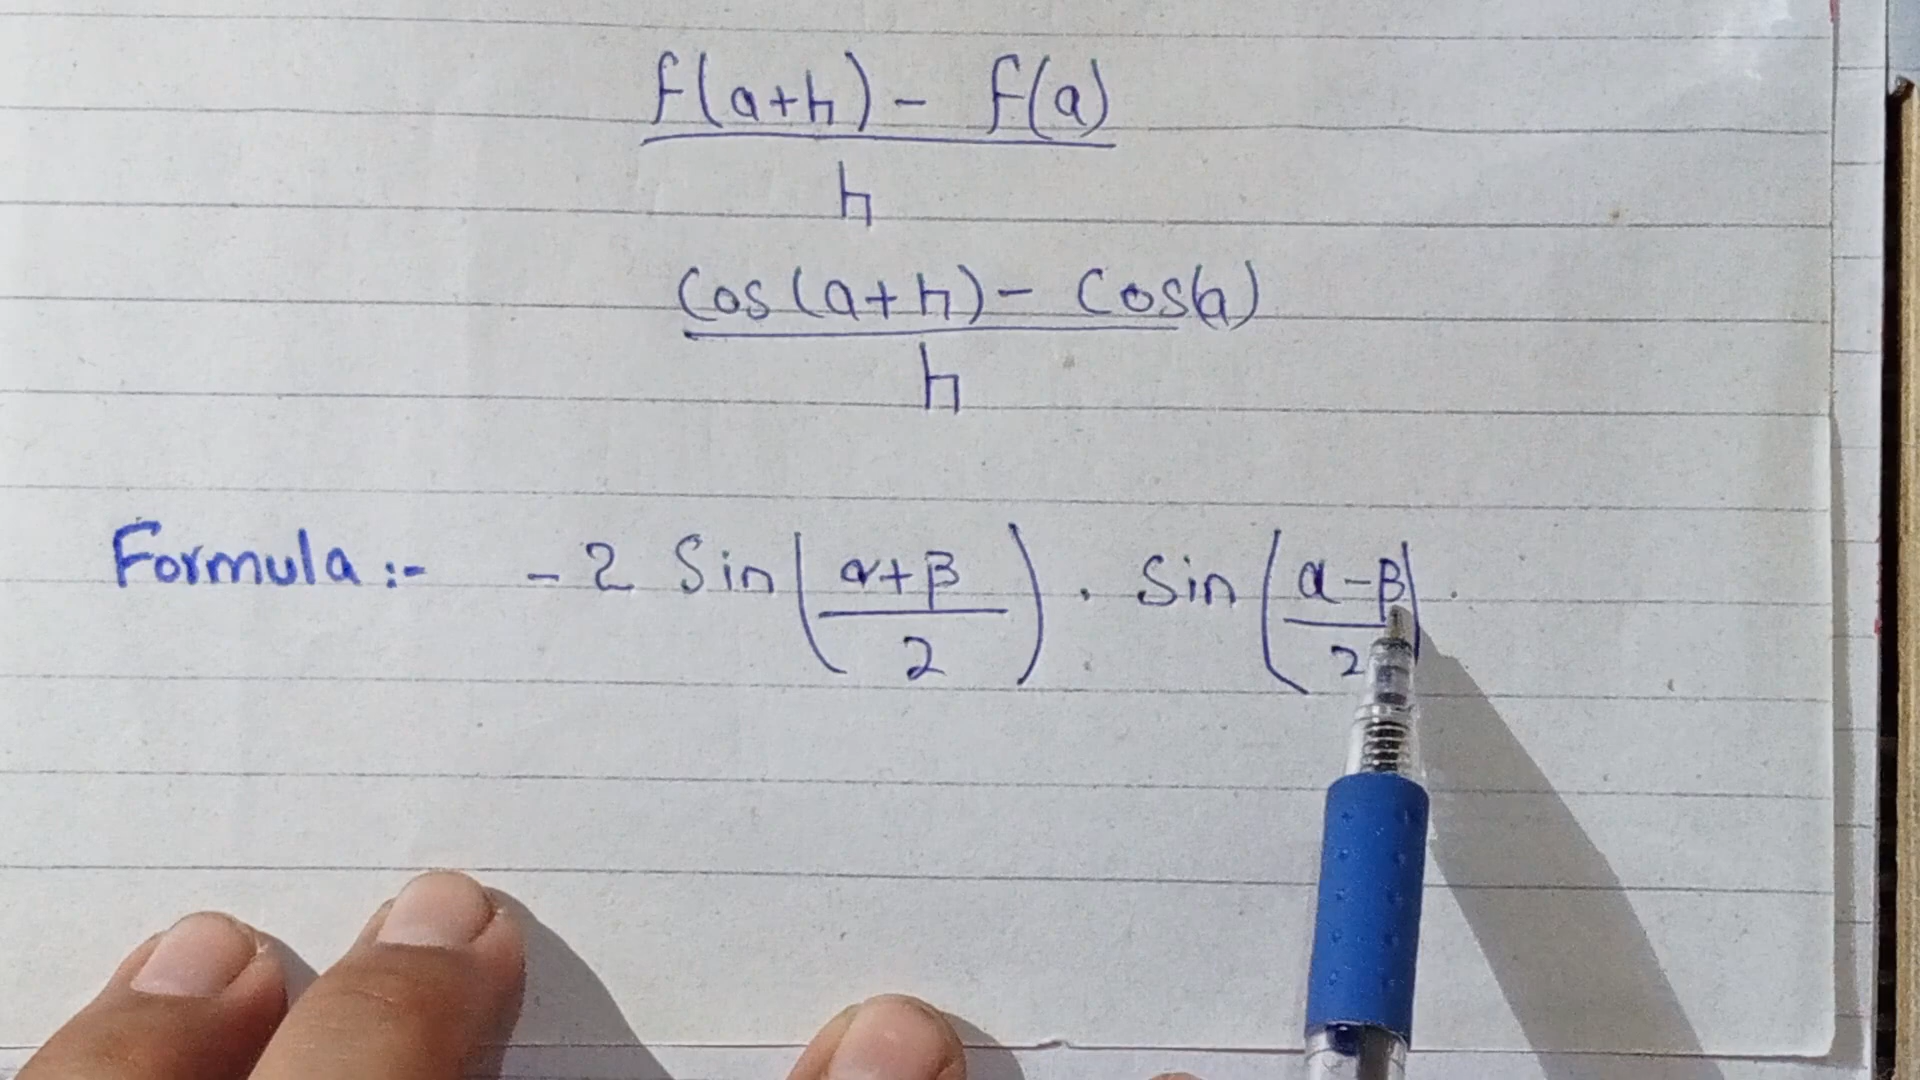 f(a+h) - f(a)
h
Cos(a+h) - Cos(a)
h
Formula :- -2 Sin(α+β/2) . Sin(α-β/2) .